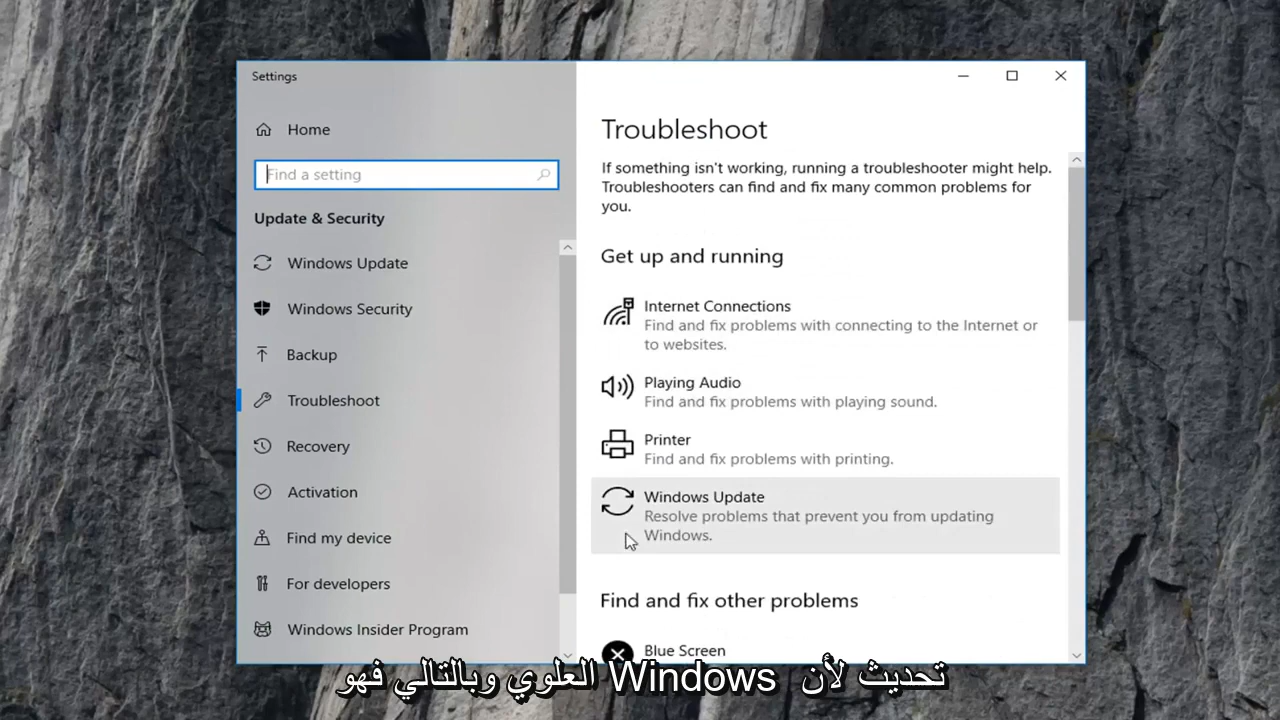 Settings
Home
Find a setting
Update & Security
Windows Update
Windows Security
Backup
Troubleshoot
Recovery
Activation
Find my device
For developers
Windows Insider Program
Troubleshoot
If something isn't working, running a troubleshooter might help.
Troubleshooters can find and fix many common problems for
you.
Get up and running
Internet Connections
Find and fix problems with connecting to the Internet or
to websites.
Playing Audio
Find and fix problems with playing sound.
Printer
Find and fix problems with printing.
Windows Update
Resolve problems that prevent you from updating
Windows.
Find and fix other problems
Blue Screen
تحديث لأن Windows العلوي وبالتالي فهو